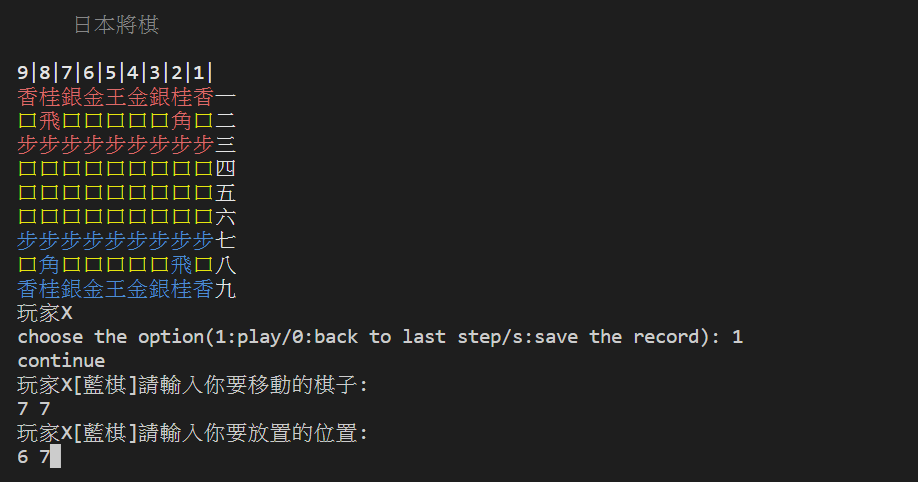 日本將棋
9|8|7|6|5|4|3|2|1|
香桂銀金王金銀桂香一
口飛口口口口口角口二
步步步步步步步步步三
口口口口口口口口口四
口口口口口口口口口五
口口口口口口口口口六
步步步步步步步步步七
口角口口口口口飛口八
香桂銀金王金銀桂香九
玩家X
choose the option(1:play/0:back to last step/s:save the record): 1
continue
玩家X[藍棋]請輸入你要移動的棋子:
7 7
玩家X[藍棋]請輸入你要放置的位置:
6 7